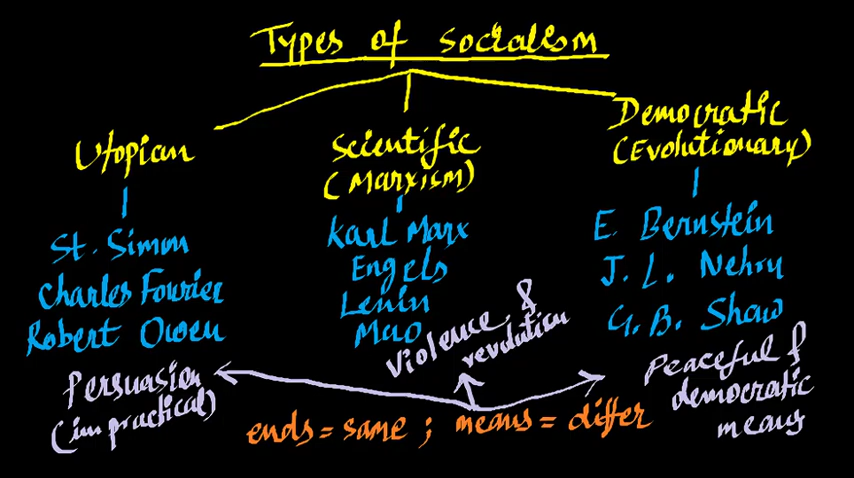 Types of Socialism
Utopian
St. Simon
Charles Fourier
Robert Owen
Persuasion
(impractical)
Scientific
(Marxism)
Karl Marx
Engels
Lenin
Mao
Violence &
revolution
Democratic
(Evolutionary)
E. Bernstein
J. L. Nehru
G. B. Shaw
Peaceful &
democratic
means
ends = same ; means = differ